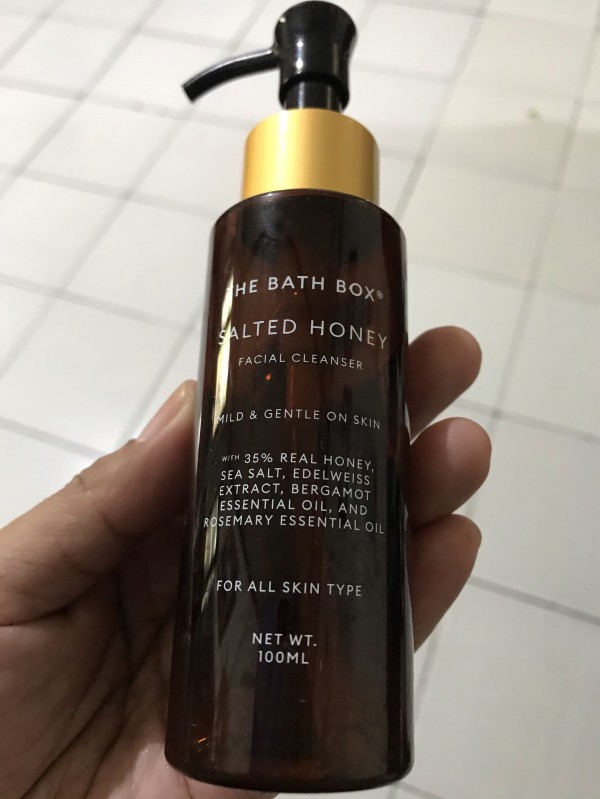 THE BATH BOX®
SALTED HONEY
FACIAL CLEANSER
MILD & GENTLE ON SKIN
WITH 35% REAL HONEY,
SEA SALT, EDELWEISS
EXTRACT, BERGAMOT
ESSENTIAL OIL, AND
ROSEMARY ESSENTIAL OIL
FOR ALL SKIN TYPE
NET WT.
100ML